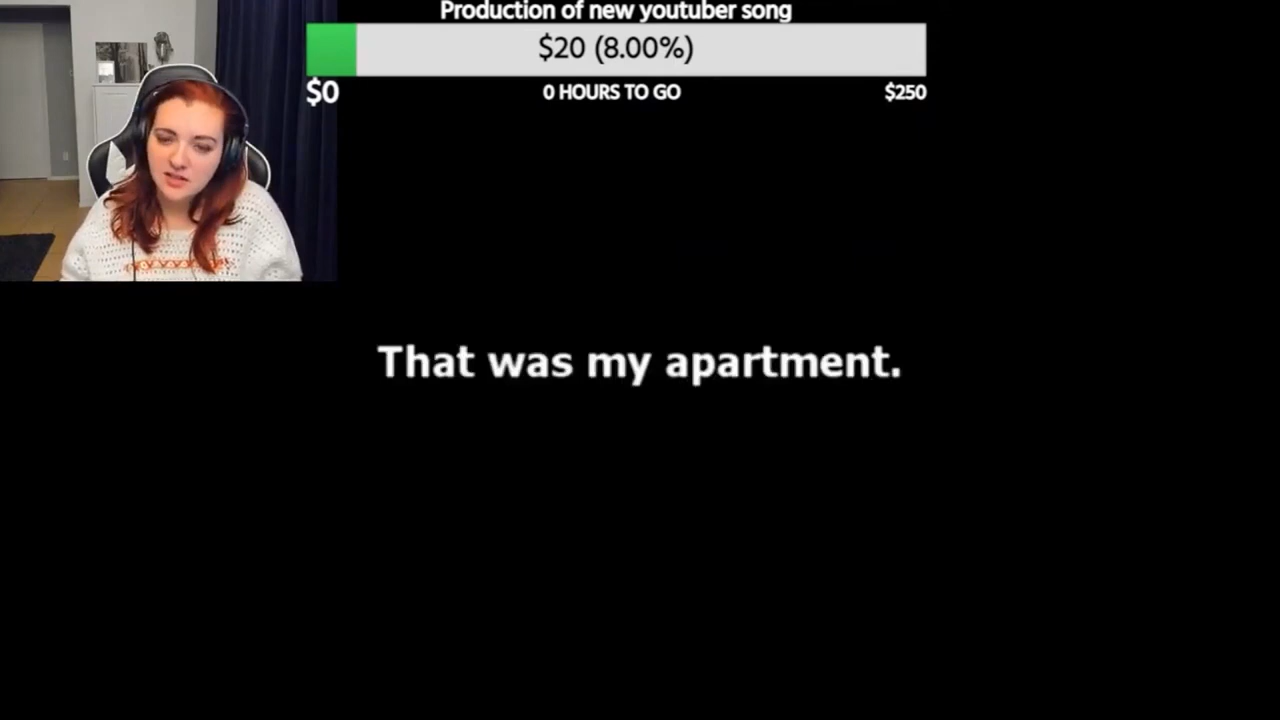 Production of new youtuber song
$20 (8.00%)
$0 0 HOURS TO GO $250
That was my apartment.